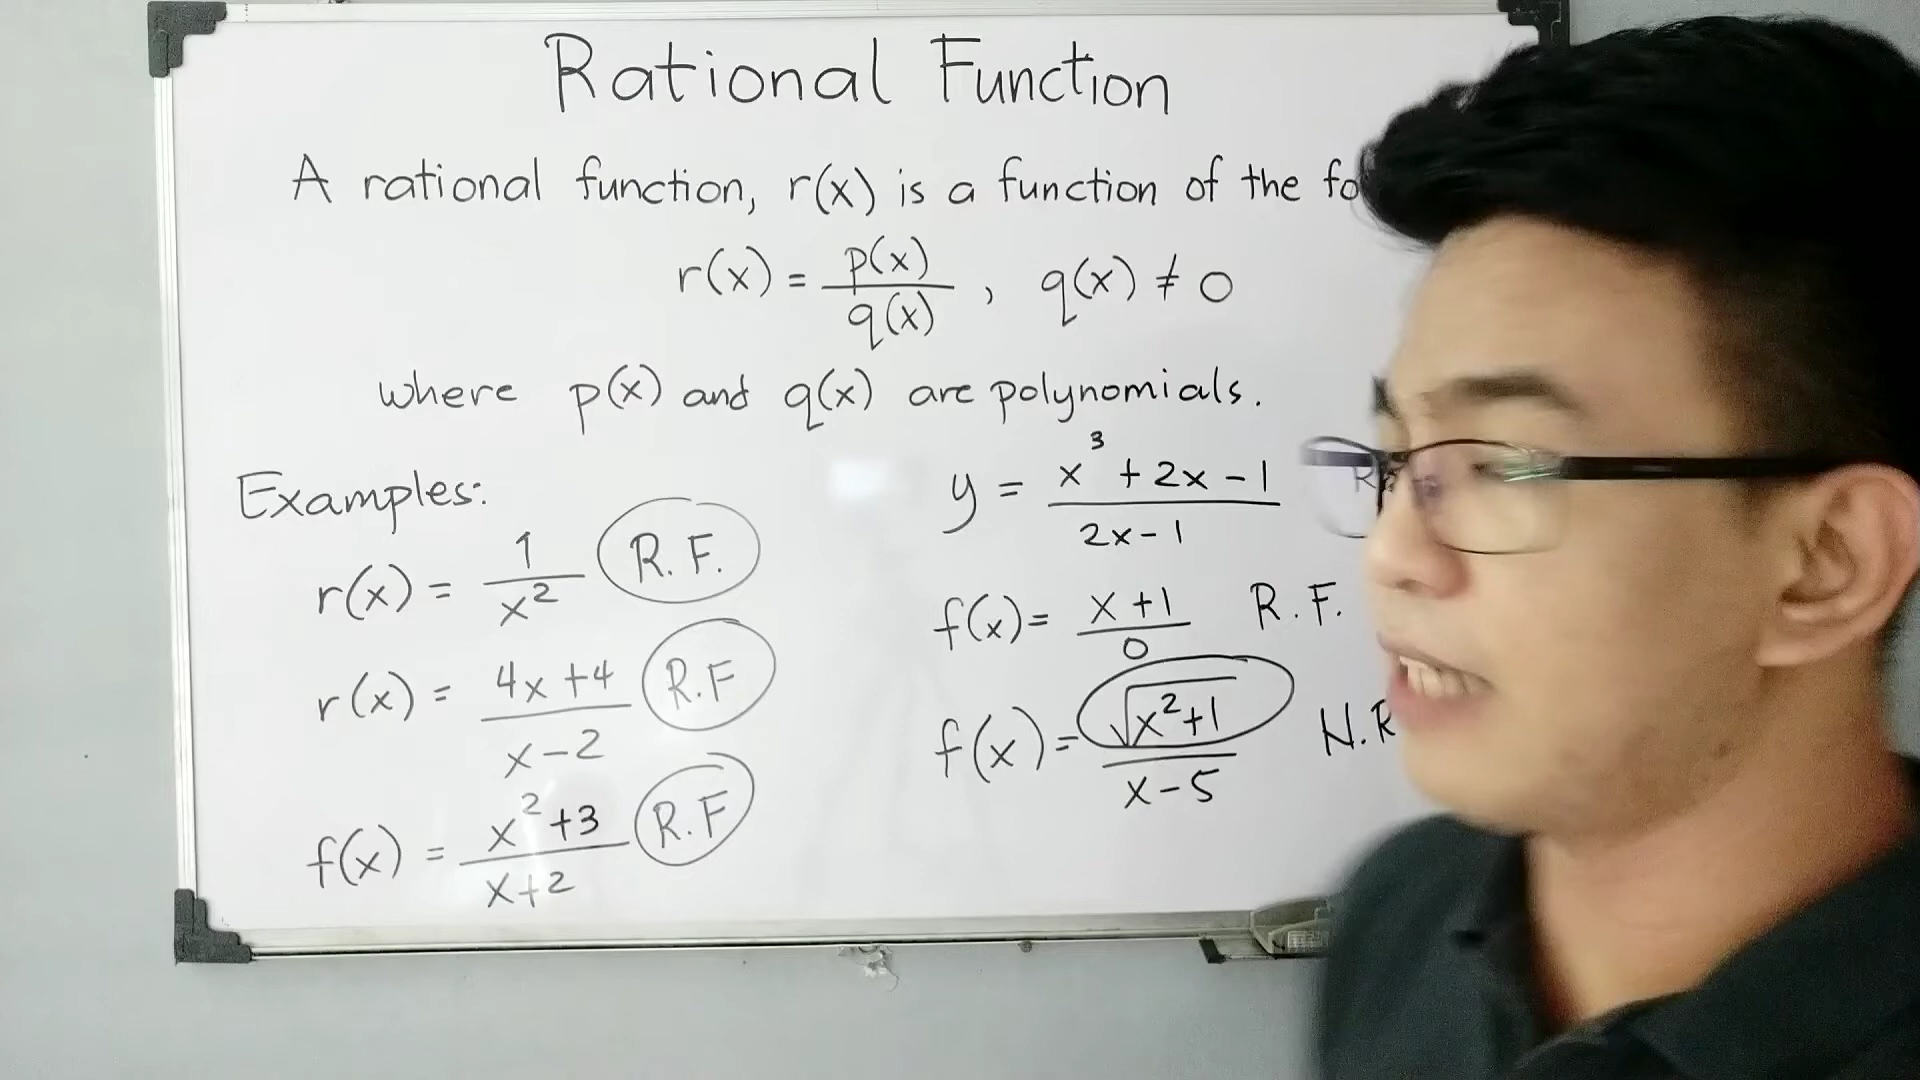 Rational Function
A rational function, r(x) is a function of the fo
r(x) = p(x)/q(x) , q(x) ≠ 0
where p(x) and q(x) are polynomials.
Examples:
r(x) = 1/x² R.F.
r(x) = 4x+4/x-2 R.F
f(x) = x²+3/x+2 R.F
y = x³+2x-1/2x-1 R
f(x)= x+1/0 R.F.
f(x)= √x²+1/x-5 N.R